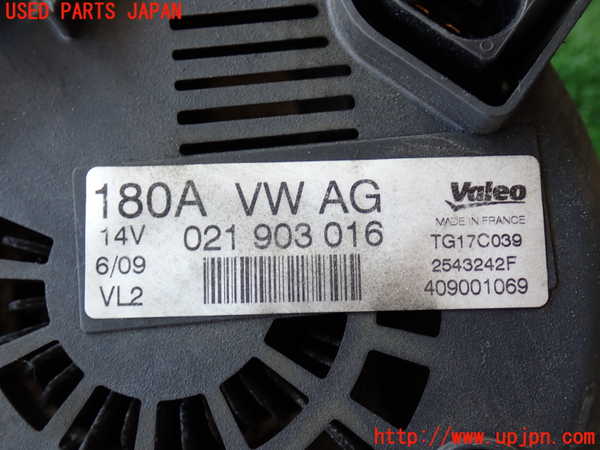 USED PARTS JAPAN
180A VW AG
Valeo
MADE IN FRANCE
14V 021 903 016
TG17C039
6/09
2543242F
VL2
409001069
http://www.upjpn.com/